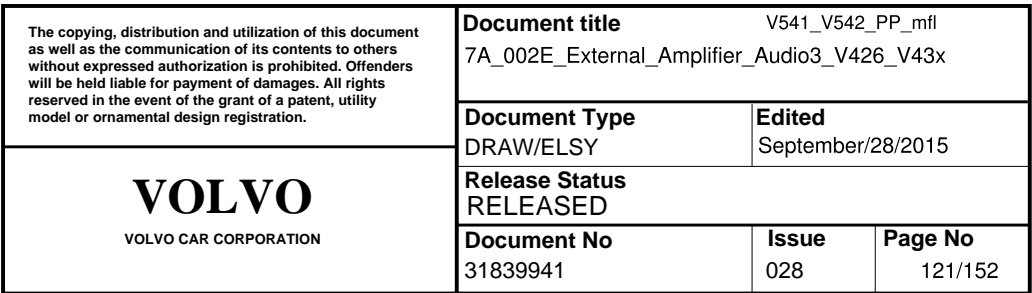 The copying, distribution and utilization of this document
as well as the communication of its contents to others
without expressed authorization is prohibited. Offenders
will be held liable for payment of damages. All rights
reserved in the event of the grant of a patent, utility
model or ornamental design registration.
VOLVO
VOLVO CAR CORPORATION
Document title V541_V542_PP_mfl
7A_002E_External_Amplifier_Audio3_V426_V43x
Document Type Edited
DRAW/ELSY September/28/2015
Release Status
RELEASED
Document No Issue Page No
31839941 028 121/152